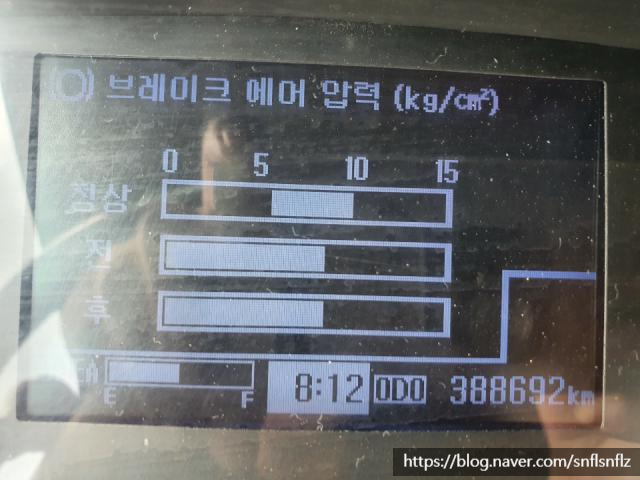 (O) 브레이크 에어 압력 (kg/cm²)
0 5 10 15
정상
전
후
E F
8:12 ODO 388692km
https://blog.naver.com/snflsnflz